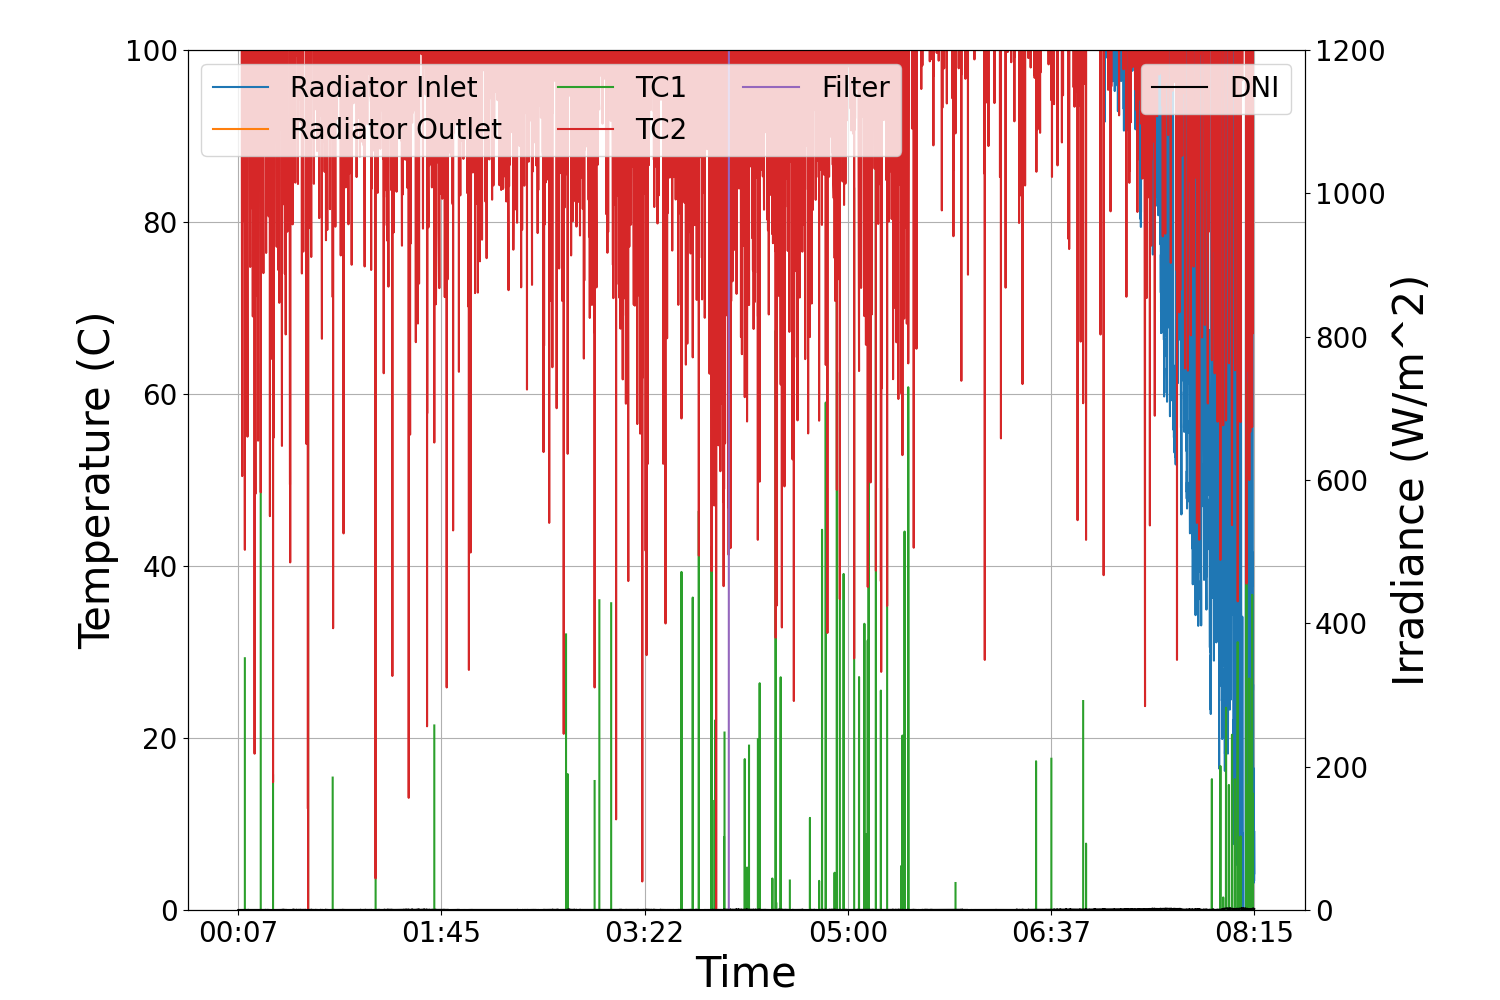 100
80
60
40
20
0
Temperature (C)
Radiator Inlet
Radiator Outlet
TC1
TC2
Filter
DNI
1200
1000
800
600
400
200
0
Irradiance (W/m^2)
00:07
01:45
03:22
05:00
06:37
08:15
Time